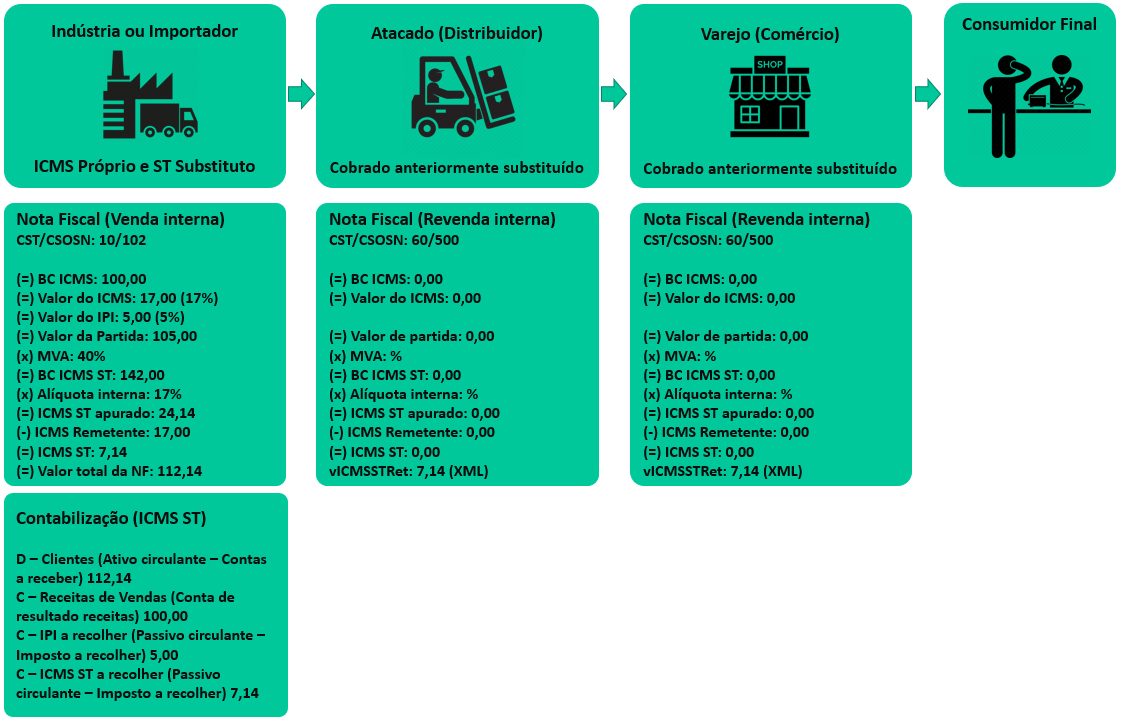 Indústria ou Importador
ICMS Próprio e ST Substituto
Atacado (Distribuidor)
Cobrado anteriormente substituído
Varejo (Comércio)
SHOP
Cobrado anteriormente substituído
Consumidor Final
Nota Fiscal (Venda interna)
CST/CSOSN: 10/102
(=) BC ICMS: 100,00
(=) Valor do ICMS: 17,00 (17%)
(=) Valor do IPI: 5,00 (5%)
(=) Valor da Partida: 105,00
(x) MVA: 40%
(=) BC ICMS ST: 142,00
(x) Alíquota interna: 17%
(=) ICMS ST apurado: 24,14
(-) ICMS Remetente: 17,00
(=) ICMS ST: 7,14
(=) Valor total da NF: 112,14
Nota Fiscal (Revenda interna)
CST/CSOSN: 60/500
(=) BC ICMS: 0,00
(=) Valor do ICMS: 0,00
(=) Valor de partida: 0,00
(x) MVA: %
(=) BC ICMS ST: 0,00
(x) Alíquota interna: %
(=) ICMS ST apurado: 0,00
(-) ICMS Remetente: 0,00
(=) ICMS ST: 0,00
vICMSSTRet: 7,14 (XML)
Nota Fiscal (Revenda interna)
CST/CSOSN: 60/500
(=) BC ICMS: 0,00
(=) Valor do ICMS: 0,00
(=) Valor de partida: 0,00
(x) MVA: %
(=) BC ICMS ST: 0,00
(x) Alíquota interna: %
(=) ICMS ST apurado: 0,00
(-) ICMS Remetente: 0,00
(=) ICMS ST: 0,00
vICMSSTRet: 7,14 (XML)
Contabilização (ICMS ST)
D – Clientes (Ativo circulante – Contas
a receber) 112,14
C – Receitas de Vendas (Conta de
resultado receitas) 100,00
C – IPI a recolher (Passivo circulante –
Imposto a recolher) 5,00
C – ICMS ST a recolher (Passivo
circulante – Imposto a recolher) 7,14